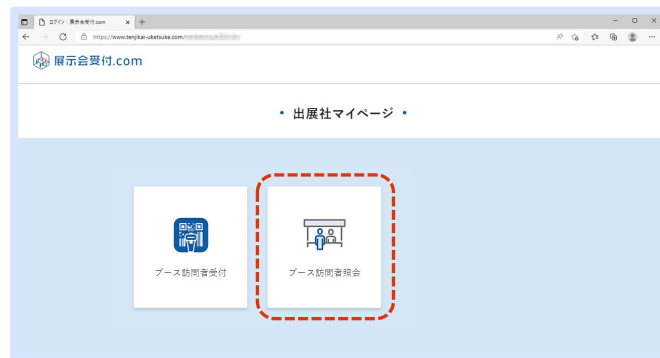 ログイン | 展示会受付.com
https://www.tenjikai-uketsuke.com/
展示会受付.com
・ 出展社マイページ ・
ブース訪問者受付
ブース訪問者照会